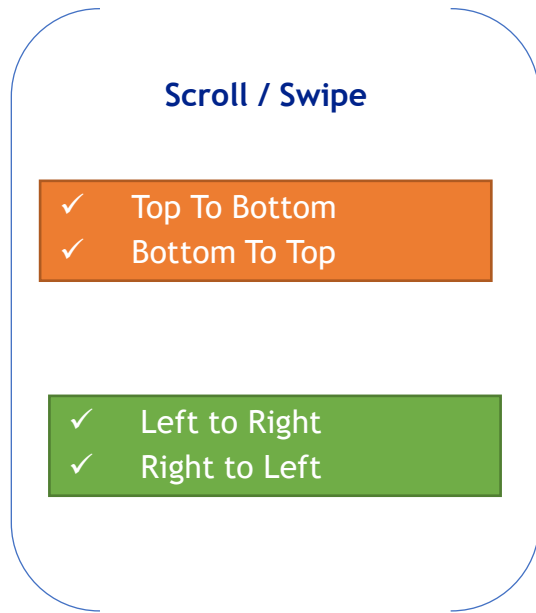 Scroll / Swipe
✓ Top To Bottom
✓ Bottom To Top
✓ Left to Right
✓ Right to Left